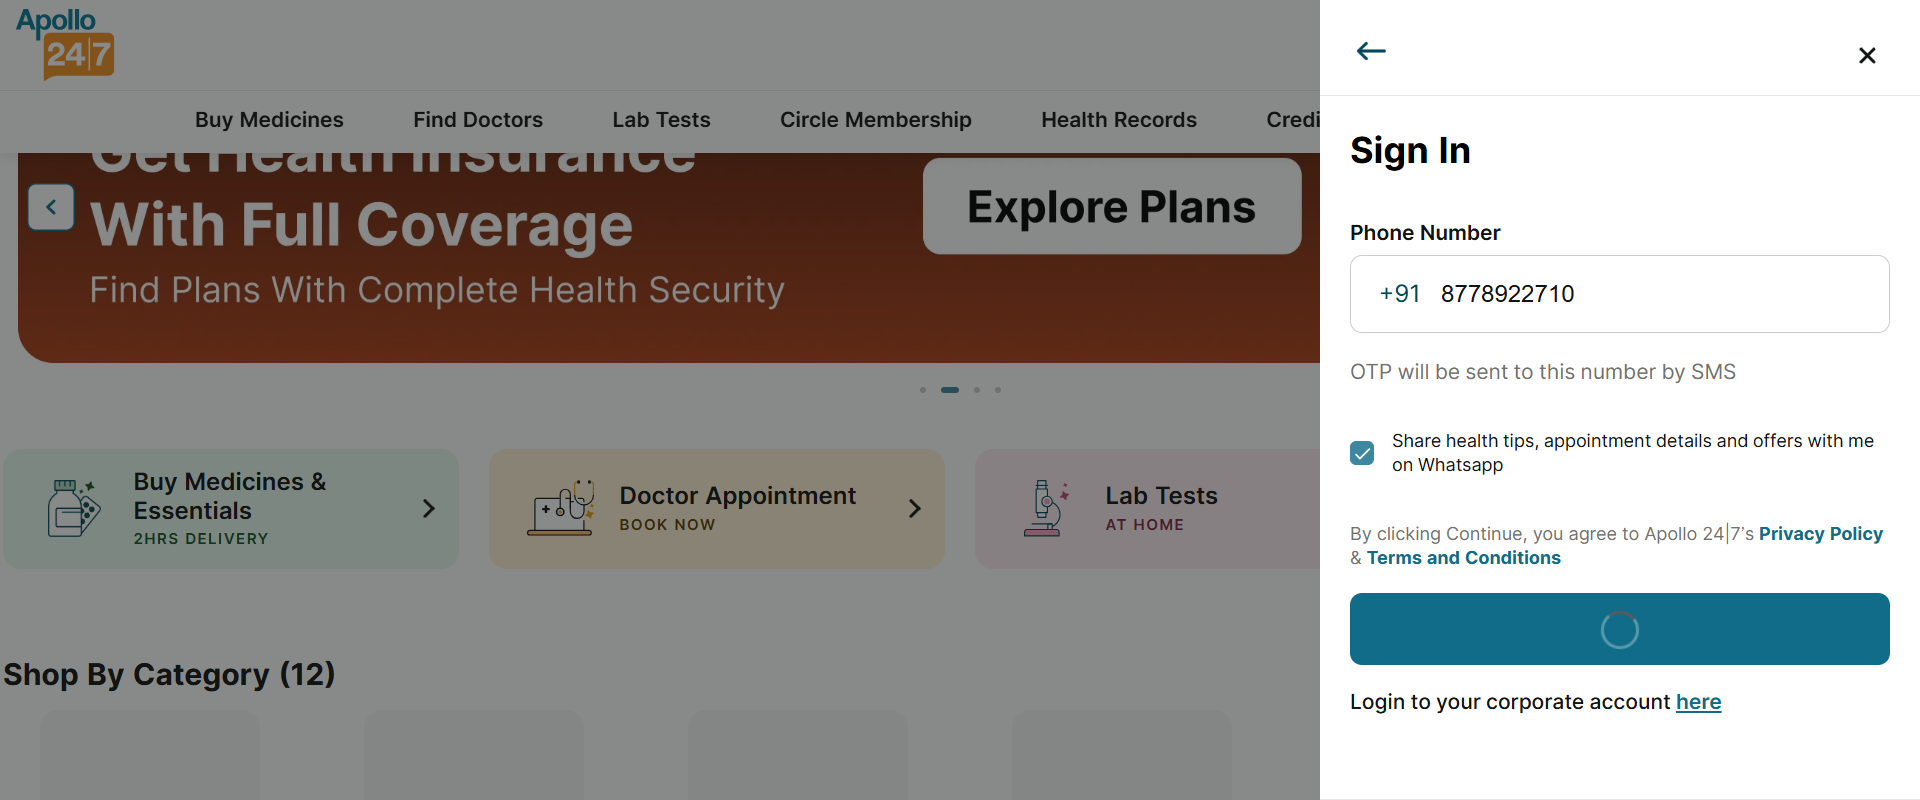 Apollo
24|7
Buy Medicines
Find Doctors
Lab Tests
Circle Membership
Health Records
Credi
Get Health Insurance
With Full Coverage
Find Plans With Complete Health Security
Explore Plans
Buy Medicines &
Essentials
2HRS DELIVERY
Doctor Appointment
BOOK NOW
Lab Tests
AT HOME
Shop By Category (12)
Sign In
Phone Number
+91 8778922710
OTP will be sent to this number by SMS
Share health tips, appointment details and offers with me
on Whatsapp
By clicking Continue, you agree to Apollo 24|7's Privacy Policy
& Terms and Conditions
Login to your corporate account here